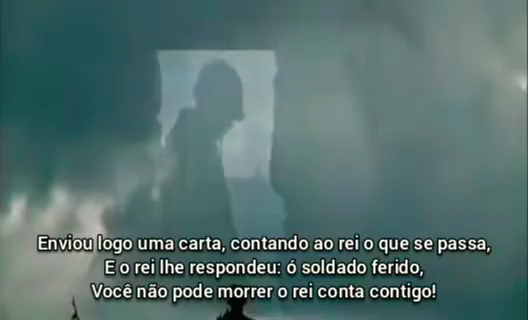 Enviou logo uma carta, contando ao rei o que se passa,
E o rei lhe respondeu: ó soldado ferido,
Você não pode morrer o rei conta contigo!